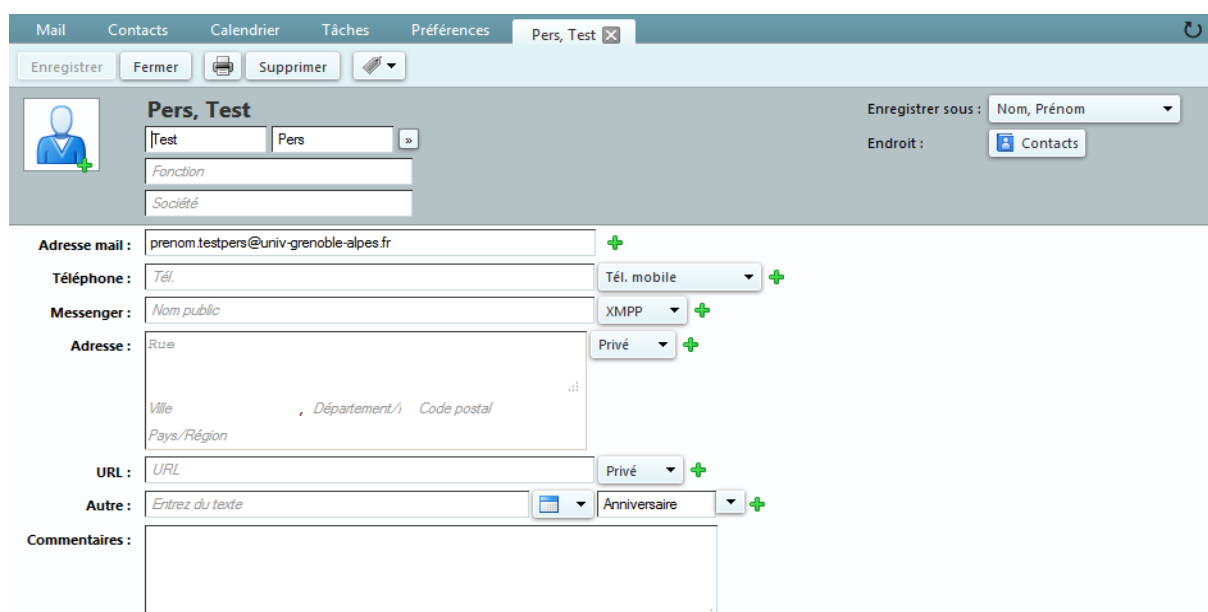 Mail Contacts Calendrier Tâches Préférences Pers, Test
Enregistrer Fermer Supprimer
Pers, Test Enregistrer sous : Nom, Prénom
Test Pers » Endroit : Contacts
Fonction
Société
Adresse mail : prenom.testpers@univ-grenoble-alpes.fr
Téléphone : Tél. Tél. mobile
Messenger : Nom public XMPP
Adresse : Rue Privé
Ville , Département/ Code postal
Pays/Région
URL : URL Privé
Autre : Entrez du texte Anniversaire
Commentaires :